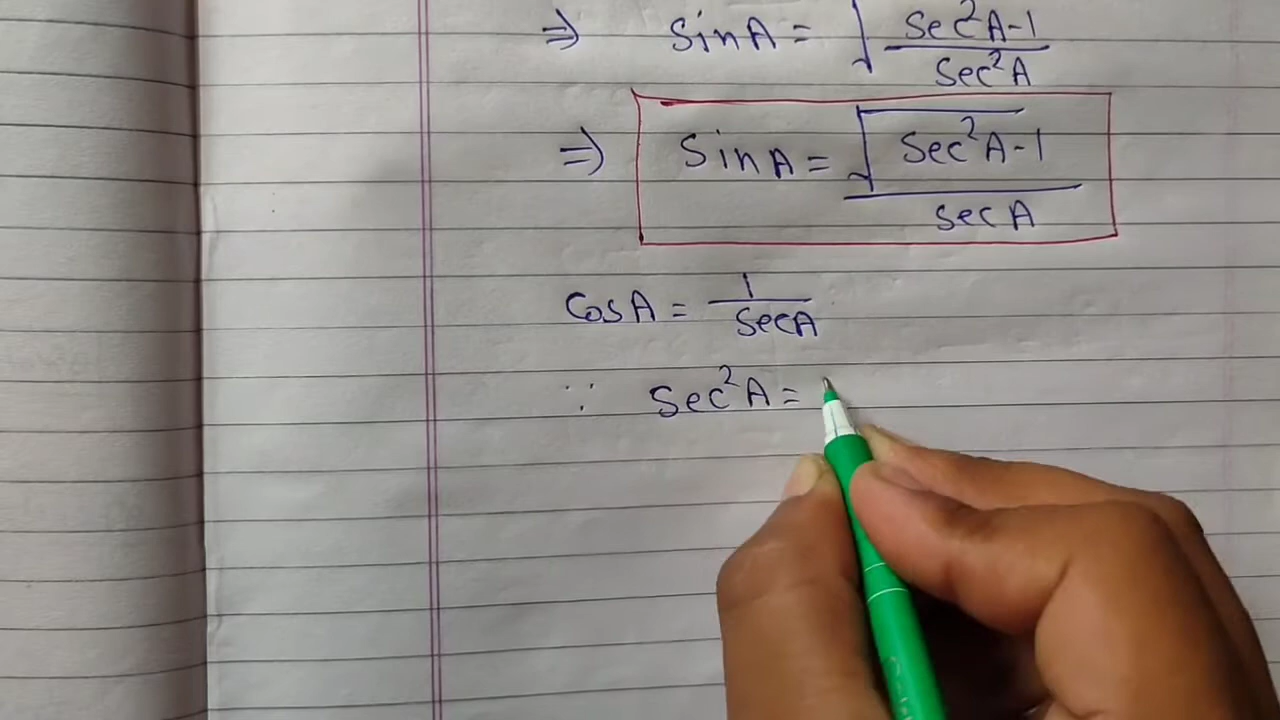 ⇒ SinA = √ Sec²A-1 / Sec²A
⇒ SinA = √Sec²A-1 / SecA
CosA = 1 / SecA
∵ Sec²A =